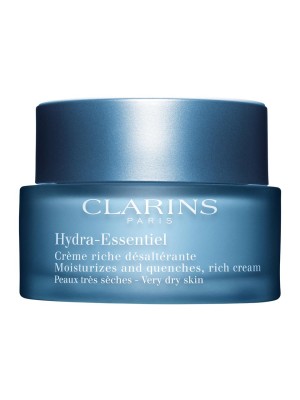 CLARINS
PARIS
Hydra-Essentiel
Crème riche désaltérante
Moisturizes and quenches, rich cream
Peaux très sèches - Very dry skin